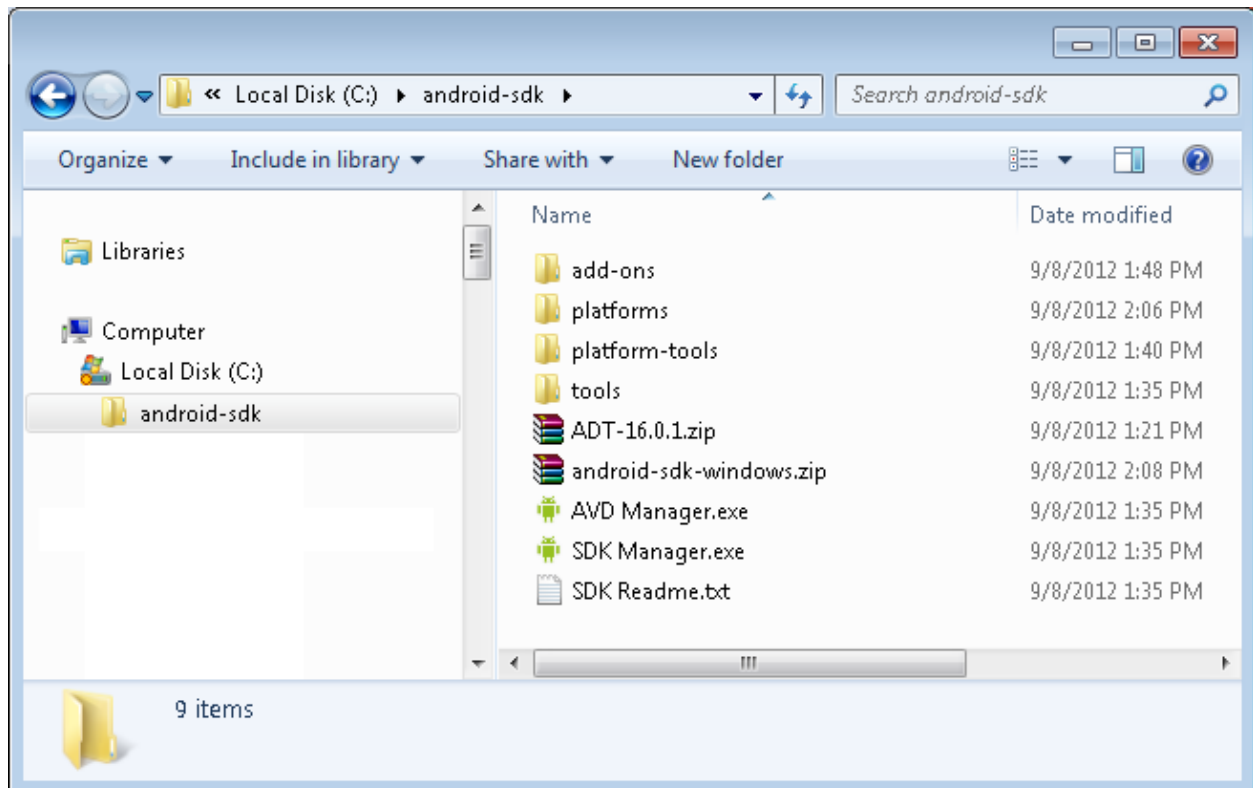 « Local Disk (C:) ▸ android-sdk ▸ Search android-sdk
Organize Include in library Share with New folder
Name Date modified
Libraries
Computer
Local Disk (C:)
android-sdk
add-ons 9/8/2012 1:48 PM
platforms 9/8/2012 2:06 PM
platform-tools 9/8/2012 1:40 PM
tools 9/8/2012 1:35 PM
ADT-16.0.1.zip 9/8/2012 1:21 PM
android-sdk-windows.zip 9/8/2012 2:08 PM
AVD Manager.exe 9/8/2012 1:35 PM
SDK Manager.exe 9/8/2012 1:35 PM
SDK Readme.txt 9/8/2012 1:35 PM
9 items